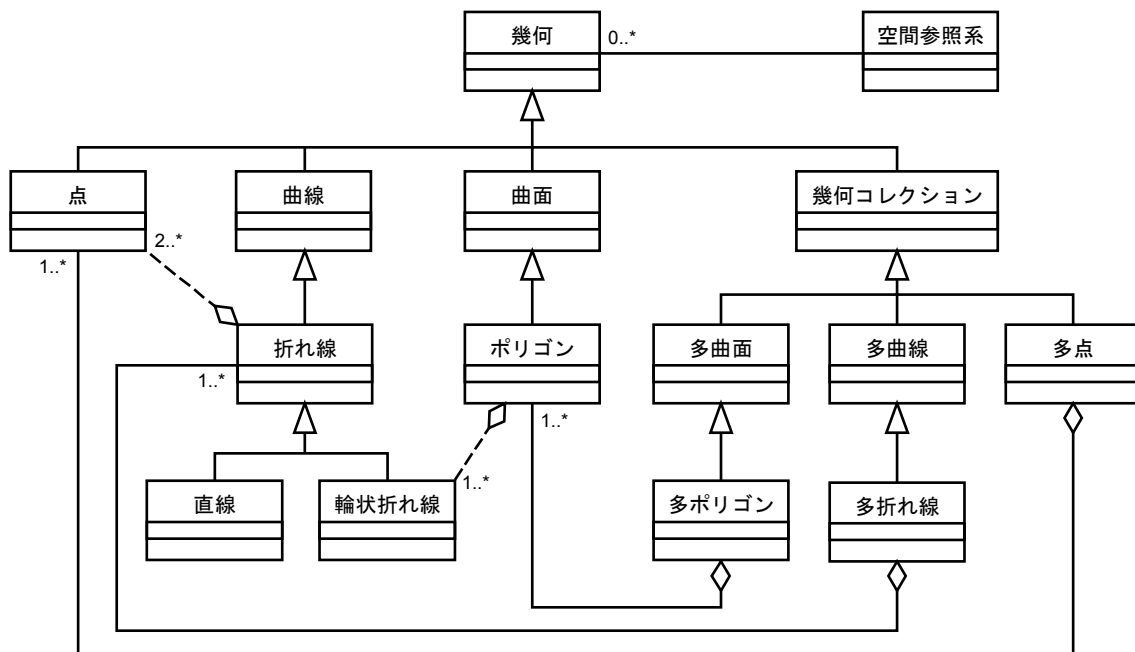 幾何
0..*
空間参照系
点
曲線
曲面
幾何コレクション
2..*
1..*
折れ線
ポリゴン
多曲面
多曲線
多点
1..*
1..*
直線
輪状折れ線
1..*
多ポリゴン
多折れ線